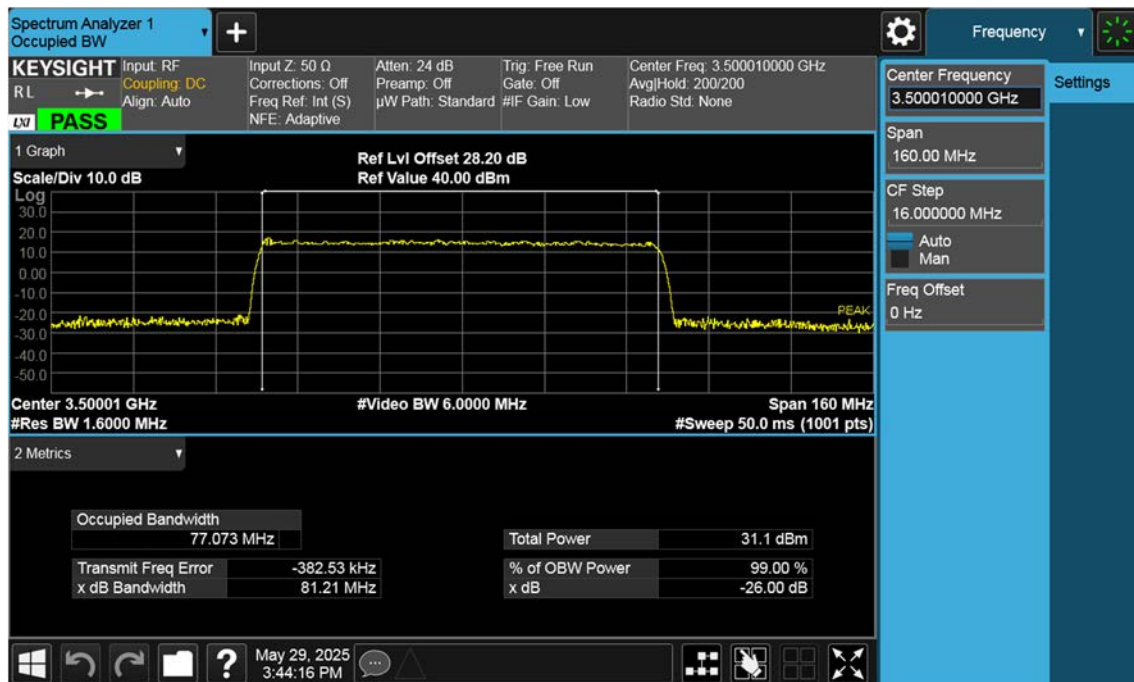 Spectrum Analyzer 1
Occupied BW
+
Frequency
KEYSIGHT
RL
LXI PASS
Input: RF
Coupling: DC
Align: Auto
Input Z: 50 Ω
Corrections: Off
Freq Ref: Int (S)
NFE: Adaptive
Atten: 24 dB
Preamp: Off
µW Path: Standard
Trig: Free Run
Gate: Off
#IF Gain: Low
Center Freq: 3.500010000 GHz
Avg|Hold: 200/200
Radio Std: None
Center Frequency
3.500010000 GHz
Settings
Span
160.00 MHz
CF Step
16.000000 MHz
Auto
Man
Freq Offset
0 Hz
1 Graph
Scale/Div 10.0 dB
Ref Lvl Offset 28.20 dB
Ref Value 40.00 dBm
Log
30.0
20.0
10.0
0.00
-10.0
-20.0
-30.0
-40.0
-50.0
PEAK
Center 3.50001 GHz
#Video BW 6.0000 MHz
Span 160 MHz
#Res BW 1.6000 MHz
#Sweep 50.0 ms (1001 pts)
2 Metrics
Occupied Bandwidth
77.073 MHz
Total Power 31.1 dBm
Transmit Freq Error -382.53 kHz
% of OBW Power 99.00 %
x dB Bandwidth 81.21 MHz
x dB -26.00 dB
?
May 29, 2025
3:44:16 PM